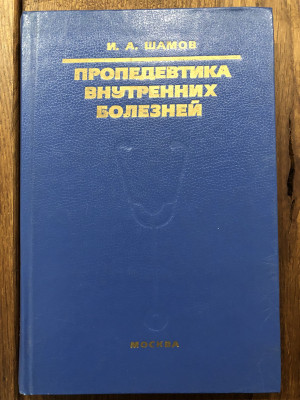 И. А. ШАМОВ
ПРОПЕДЕВТИКА
ВНУТРЕННИХ
БОЛЕЗНЕЙ
МОСКВА